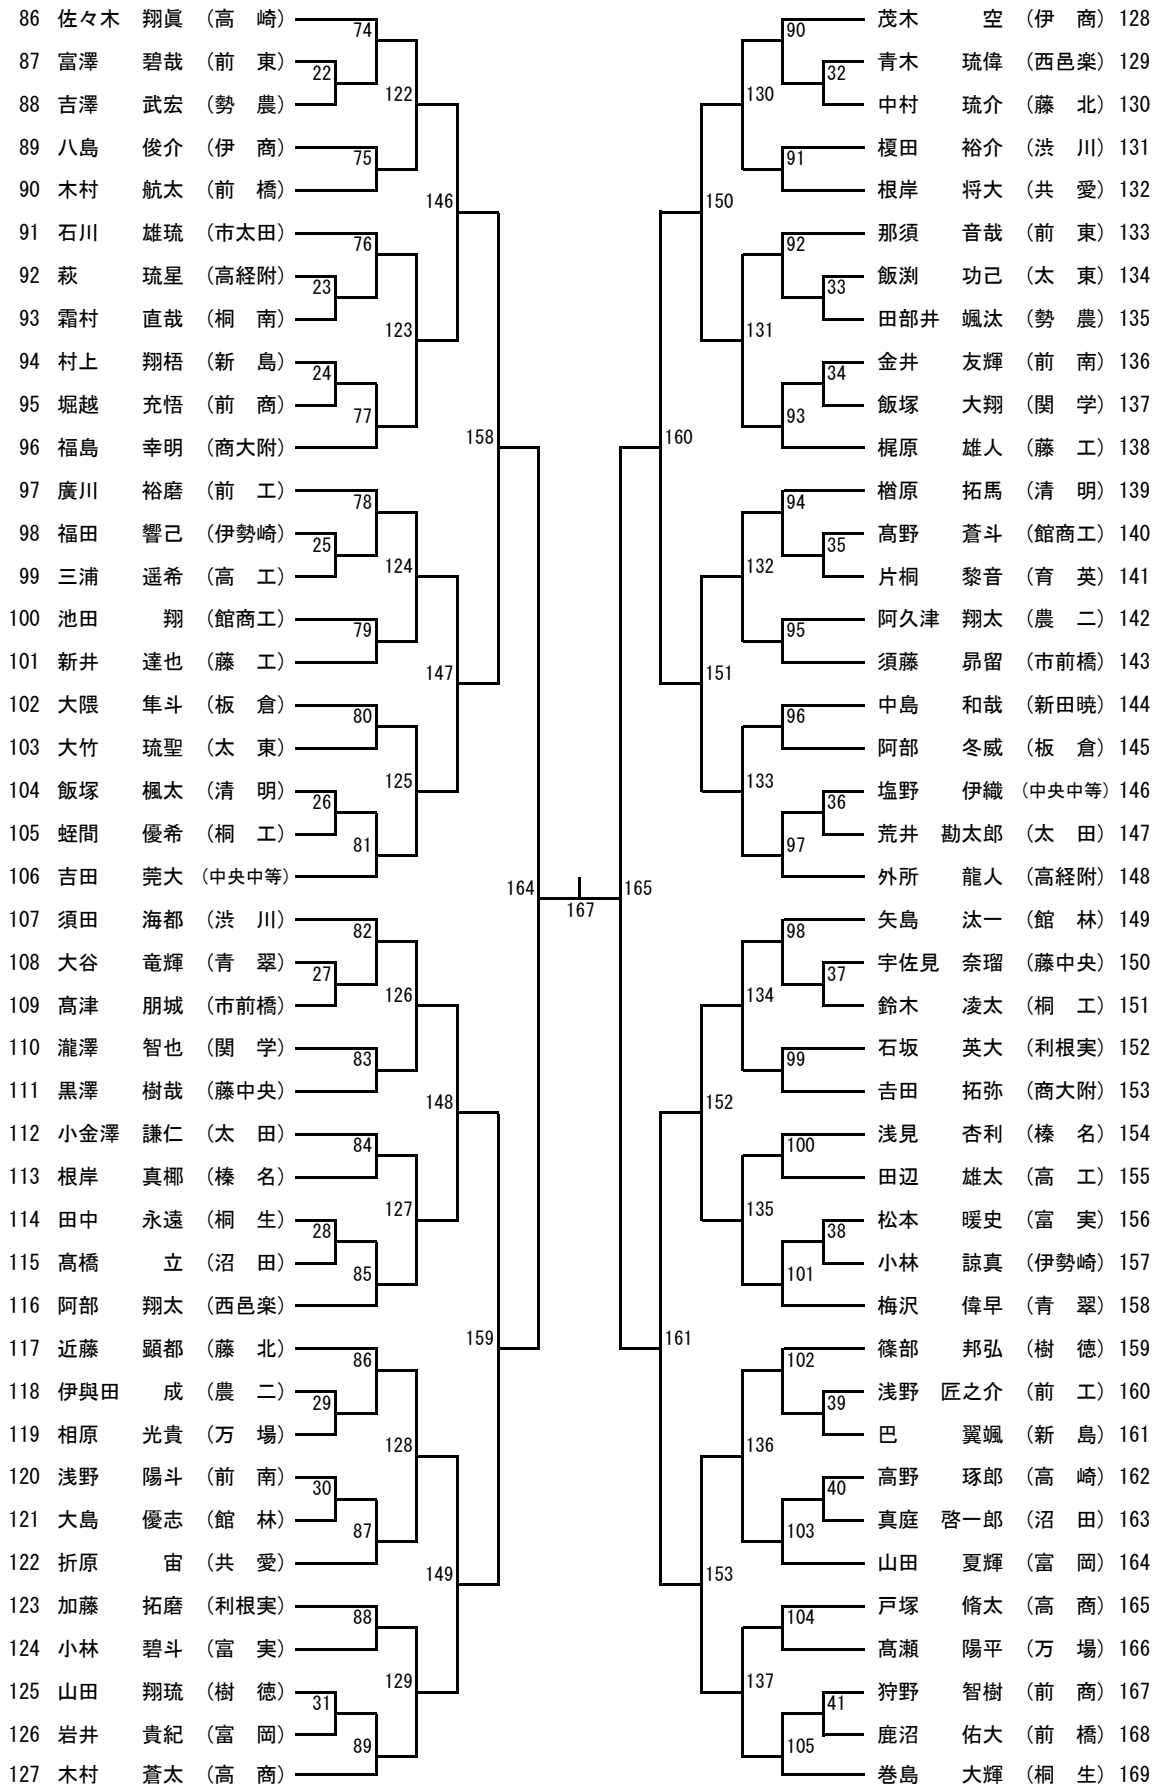 86 佐々木 翔眞 （高 崎） 74 90 茂木 空 （伊 商） 128
87 富澤 碧哉 （前 東） 22 32 青木 琉偉 （西邑楽） 129
122 130
88 吉澤 武宏 （勢 農） 中村 琉介 （藤 北） 130
89 八島 俊介 （伊 商） 75 91 榎田 裕介 （渋 川） 131
90 木村 航太 （前 橋） 根岸 将大 （共 愛） 132
146 150
91 石川 雄琉 （市太田） 76 92 那須 音哉 （前 東） 133
92 萩 琉星 （高経附） 23 33 飯渕 功己 （太 東） 134
93 霜村 直哉 （桐 南） 田部井 颯汰 （勢 農） 135
123 131
94 村上 翔梧 （新 島） 24 34 金井 友輝 （前 南） 136
95 堀越 充悟 （前 商） 飯塚 大翔 （関 学） 137
77 93
158 160
96 福島 幸明 （商大附） 梶原 雄人 （藤 工） 138
97 廣川 裕磨 （前 工） 78 94 楢原 拓馬 （清 明） 139
98 福田 響己 （伊勢崎） 25 35 髙野 蒼斗 （館商工） 140
124 132
99 三浦 遥希 （高 工） 片桐 黎音 （育 英） 141
100 池田 翔 （館商工） 79 95 阿久津 翔太 （農 二） 142
101 新井 達也 （藤 工） 須藤 昴留 （市前橋） 143
147 151
102 大隈 隼斗 （板 倉） 80 96 中島 和哉 （新田暁） 144
103 大竹 琉聖 （太 東） 阿部 冬威 （板 倉） 145
125 133
104 飯塚 楓太 （清 明） 26 36 塩野 伊織 （中央中等） 146
105 蛭間 優希 （桐 工） 荒井 勘太郎 （太 田） 147
81 97
106 吉田 莞大 （中央中等） 外所 龍人 （高経附） 148
164 167 165
107 須田 海都 （渋 川） 82 98 矢島 汰一 （館 林） 149
108 大谷 竜輝 （青 翠） 27 37 宇佐見 奈瑠 （藤中央） 150
126 134
109 髙津 朋城 （市前橋） 鈴木 凌太 （桐 工） 151
110 瀧澤 智也 （関 学） 83 99 石坂 英大 （利根実） 152
111 黒澤 樹哉 （藤中央） 𠮷田 拓弥 （商大附） 153
148 152
112 小金澤 謙仁 （太 田） 84 100 浅見 杏利 （榛 名） 154
113 根岸 真梛 （榛 名） 田辺 雄太 （高 工） 155
127 135
114 田中 永遠 （桐 生） 28 38 松本 暖史 （富 実） 156
115 髙橋 立 （沼 田） 小林 諒真 （伊勢崎） 157
85 101
116 阿部 翔太 （西邑楽） 梅沢 偉早 （青 翠） 158
159 161
117 近藤 顕都 （藤 北） 86 102 篠部 邦弘 （樹 徳） 159
118 伊與田 成 （農 二） 29 39 浅野 匠之介 （前 工） 160
119 相原 光貴 （万 場） 巴 翼颯 （新 島） 161
128 136
120 浅野 陽斗 （前 南） 30 40 高野 琢郎 （高 崎） 162
121 大島 優志 （館 林） 真庭 啓一郎 （沼 田） 163
87 103
122 折原 宙 （共 愛） 山田 夏輝 （富 岡） 164
149 153
123 加藤 拓磨 （利根実） 88 104 戸塚 脩太 （高 商） 165
124 小林 碧斗 （富 実） 髙瀬 陽平 （万 場） 166
129 137
125 山田 翔琉 （樹 徳） 31 41 狩野 智樹 （前 商） 167
126 岩井 貴紀 （富 岡） 鹿沼 佑大 （前 橋） 168
89 105
127 木村 蒼太 （高 商） 巻島 大輝 （桐 生） 169